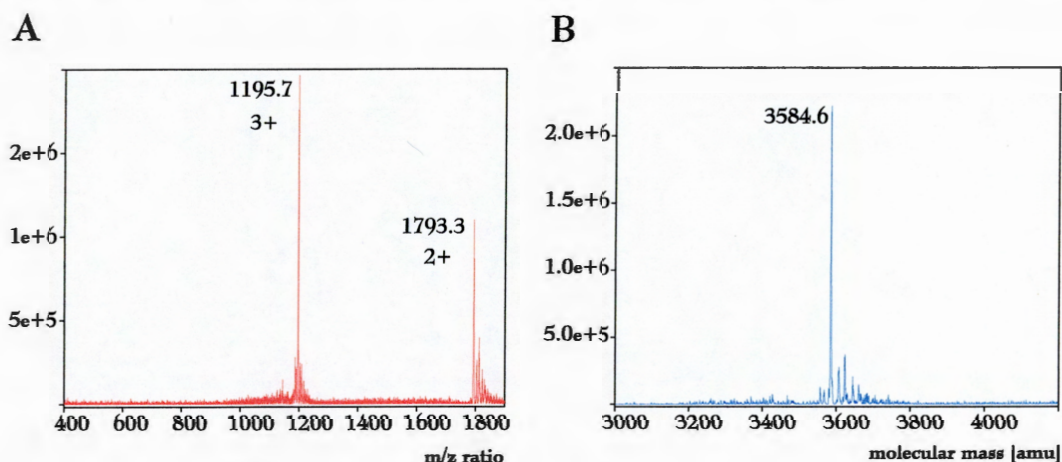 A
1195.7
3+
1793.3
2+
2e+6
1e+6
5e+5
400 600 800 1000 1200 1400 1600 1800
m/z ratio
B
3584.6
2.0e+6
1.5e+6
1.0e+6
5.0e+5
3000 3200 3400 3600 3800 4000
molecular mass [amu]